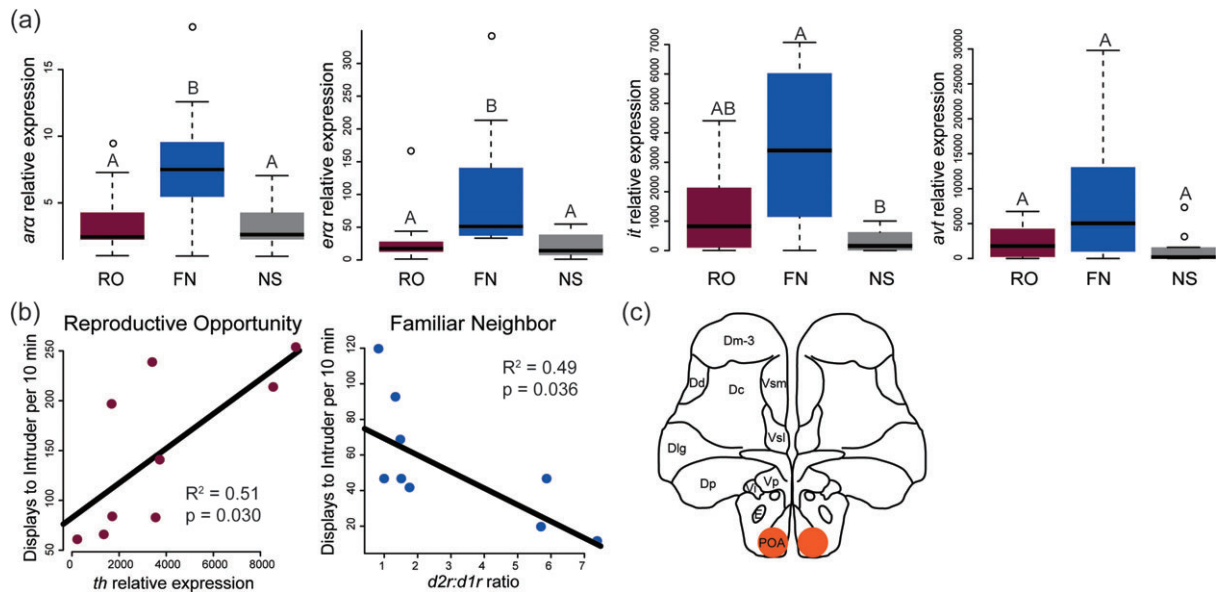 (a)
arα relative expression
5
10
15
A
B
A
RO
FN
NS
erα relative expression
0
50
100
150
200
250
300
A
B
A
RO
FN
NS
it relative expression
0
1000
2000
3000
4000
5000
6000
7000
AB
A
B
RO
FN
NS
avt relative expression
0
5000
10000
15000
20000
25000
30000
A
A
A
RO
FN
NS
(b)
Reproductive Opportunity
Displays to Intruder per 10 min
50
100
150
200
250
R² = 0.51
p = 0.030
0 2000 4000 6000 8000
th relative expression
Familiar Neighbor
Displays to Intruder per 10 min
20
40
60
80
100
120
R² = 0.49
p = 0.036
1 2 3 4 5 6 7
d2r:d1r ratio
(c)
Dm-3
Dd
Dc
Vsm
Vsl
Dlg
Dp
Vl
Vp
E
POA